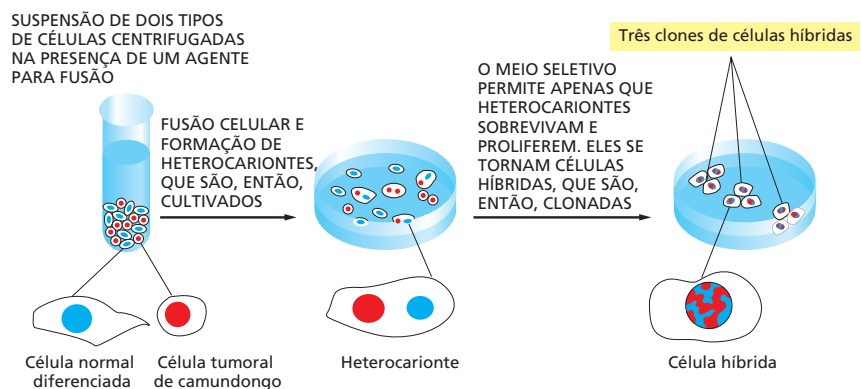 SUSPENSÃO DE DOIS TIPOS
DE CÉLULAS CENTRIFUGADAS
NA PRESENÇA DE UM AGENTE
PARA FUSÃO
FUSÃO CELULAR E
FORMAÇÃO DE
HETEROCARIONTES,
QUE SÃO, ENTÃO,
CULTIVADOS
O MEIO SELETIVO
PERMITE APENAS QUE
HETEROCARIONTES
SOBREVIVAM E
PROLIFEREM. ELES SE
TORNAM CÉLULAS
HÍBRIDAS, QUE SÃO,
ENTÃO, CLONADAS
Três clones de células híbridas
Célula normal
diferenciada
Célula tumoral
de camundongo
Heterocarionte
Célula híbrida